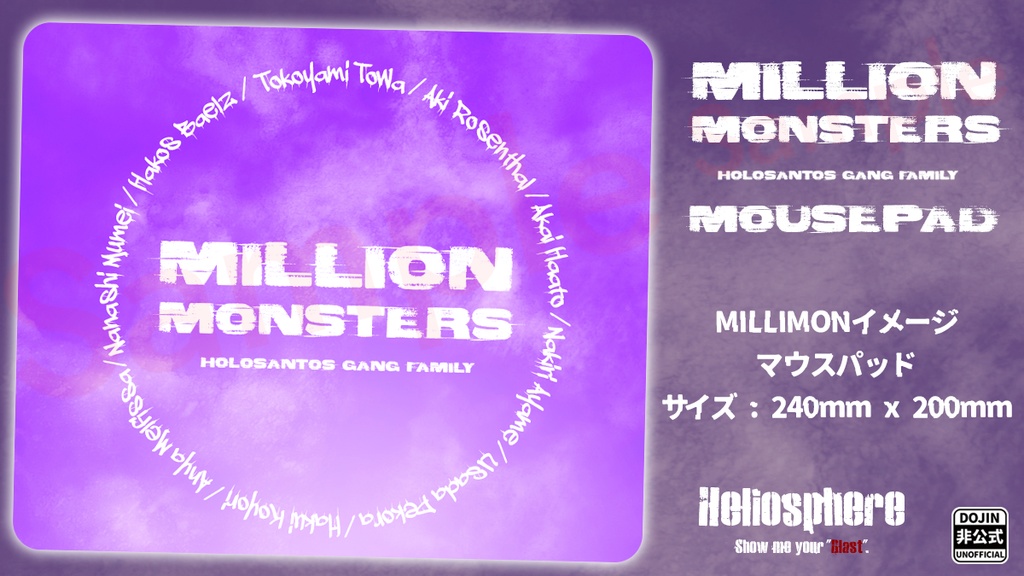 Tokoyami Towa / Aki Rosenthal / Akai Haato / Nakiri Ayame / Usada Pekora / Hakui Koyori / Anya Melfissa / Nanashi Mumei / Hakos Baelz /
MILLION
MONSTERS
HOLOSANTOS GANG FAMILY
MILLION
MONSTERS
HOLOSANTOS GANG FAMILY
MOUSEPAD
MILLIMONイメージ
マウスパッド
サイズ : 240mm x 200mm
Heliosphere
Show me your "Blast".
DOJIN
非公式
UNOFFICIAL